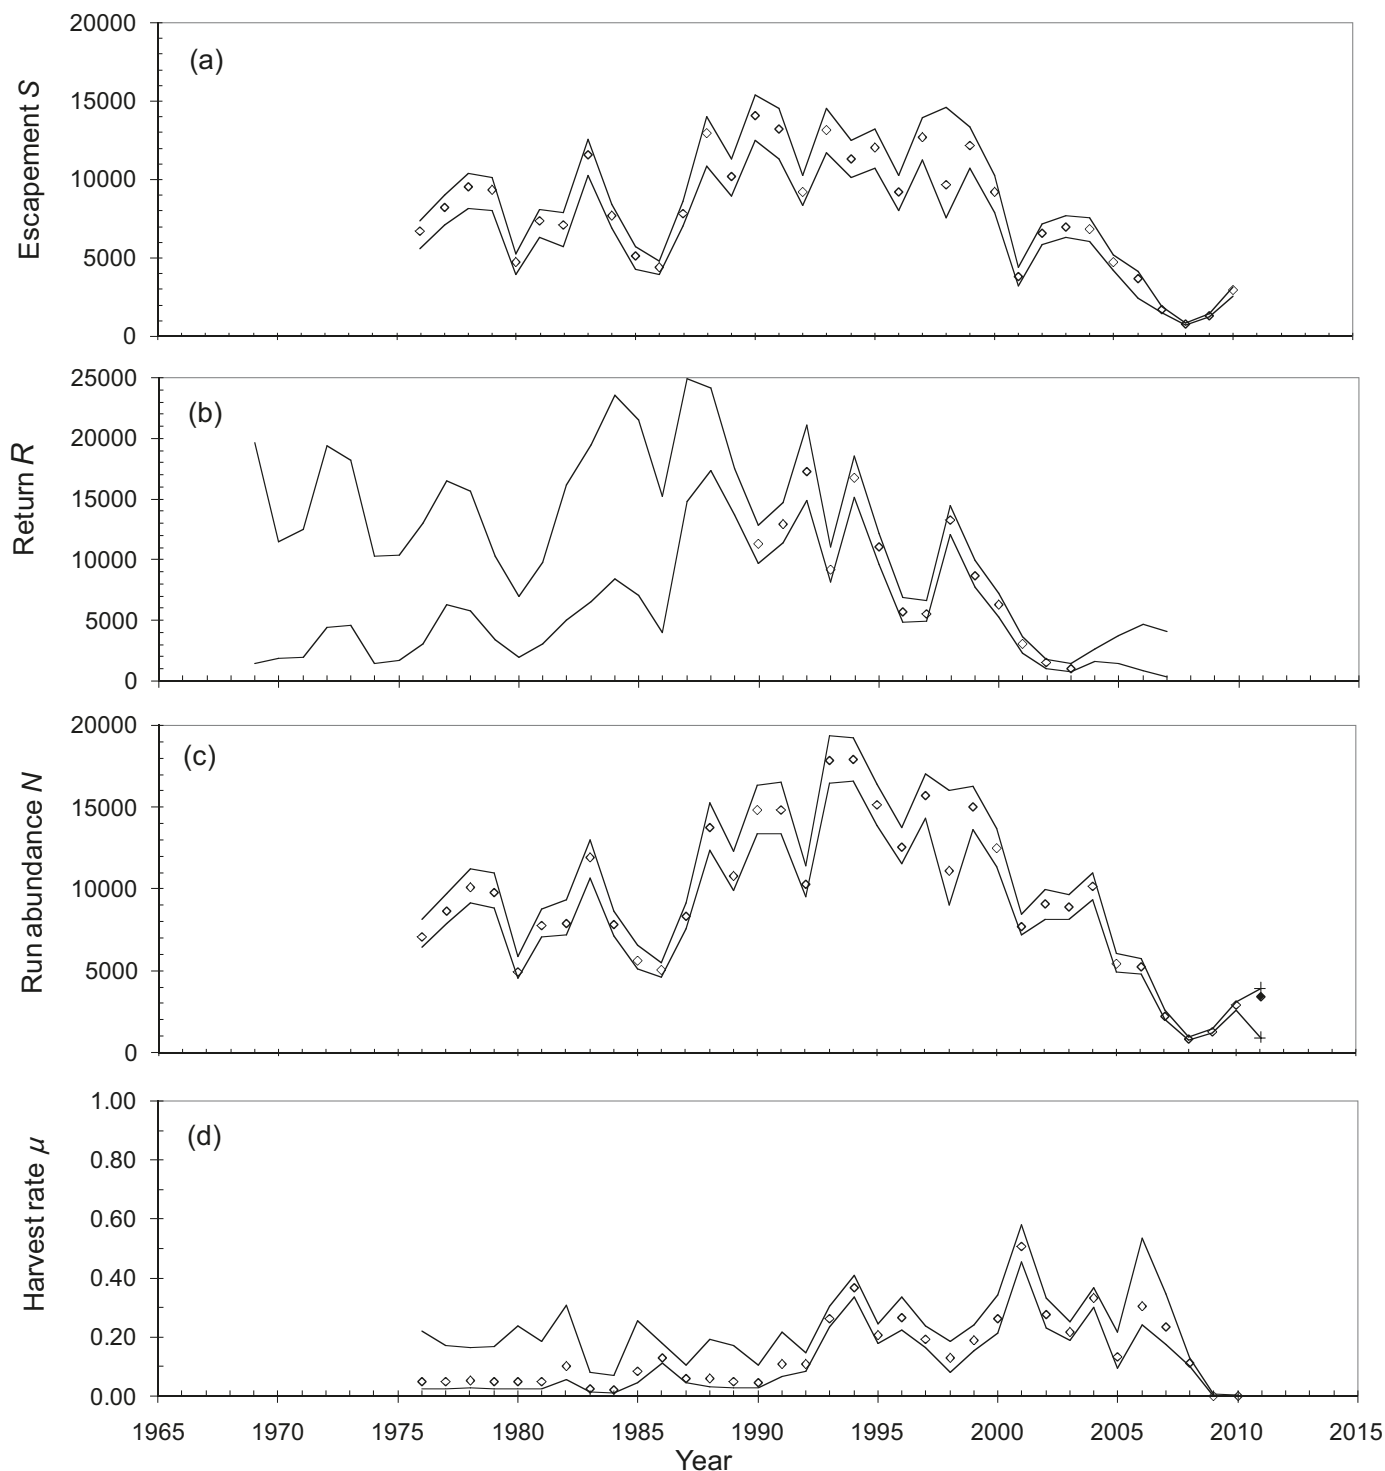 20000
15000
10000
5000
0
Escapement S
(a)
25000
20000
15000
10000
5000
0
Return R
(b)
20000
15000
10000
5000
0
Run abundance N
(c)
1.00
0.80
0.60
0.40
0.20
0.00
Harvest rate μ
(d)
1965 1970 1975 1980 1985 1990 1995 2000 2005 2010 2015
Year